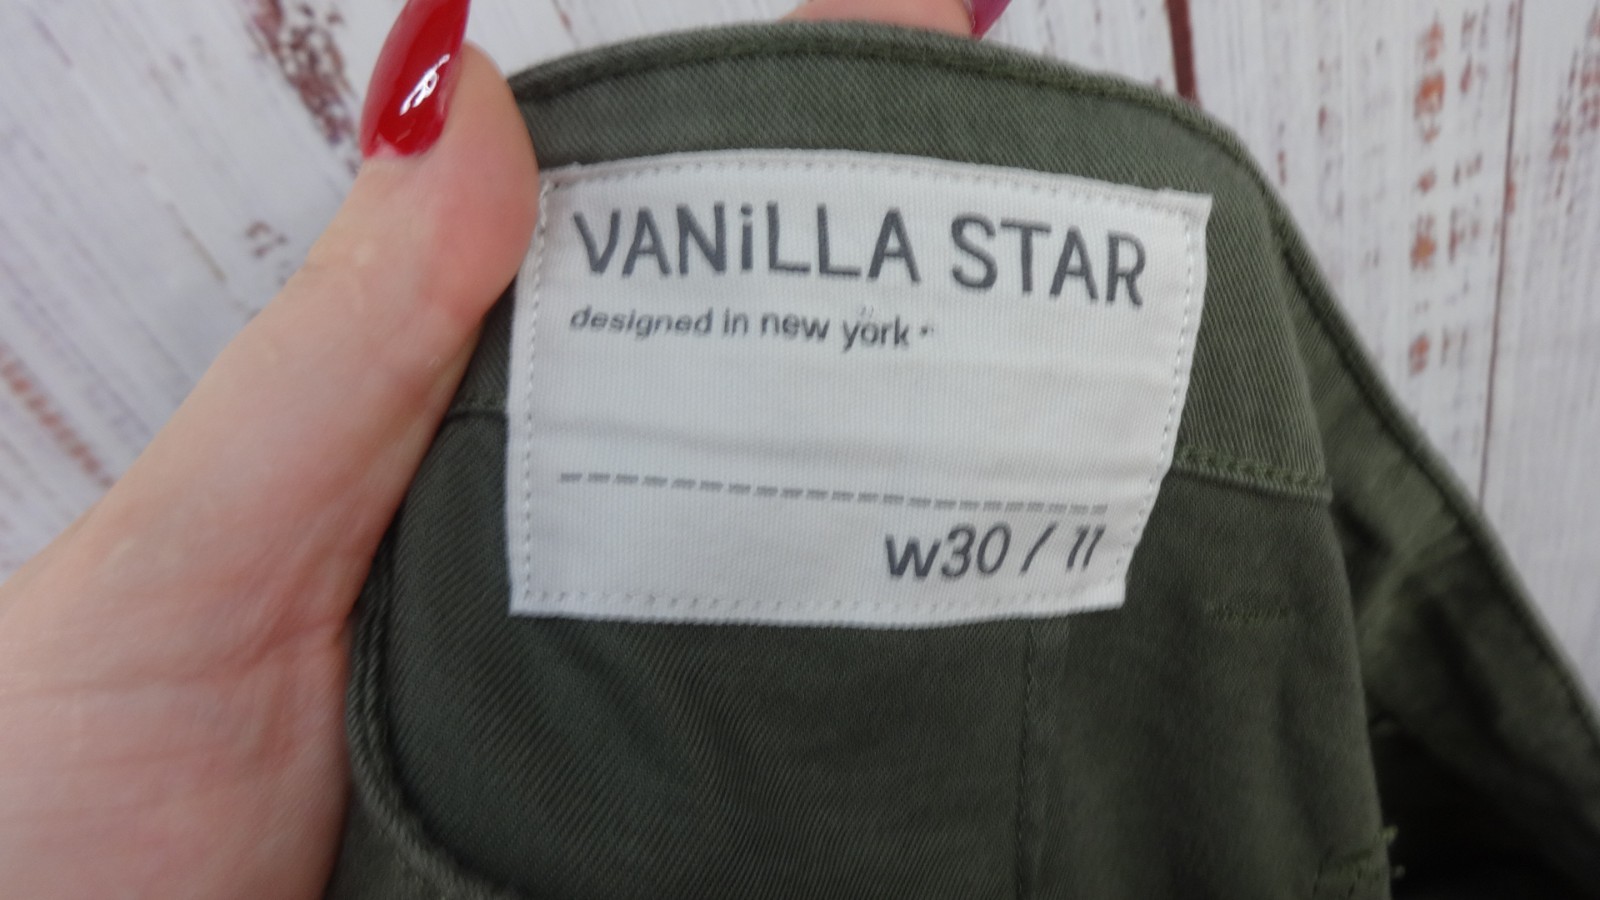 VANiLLA STAR
designed in new york
w30 / 11